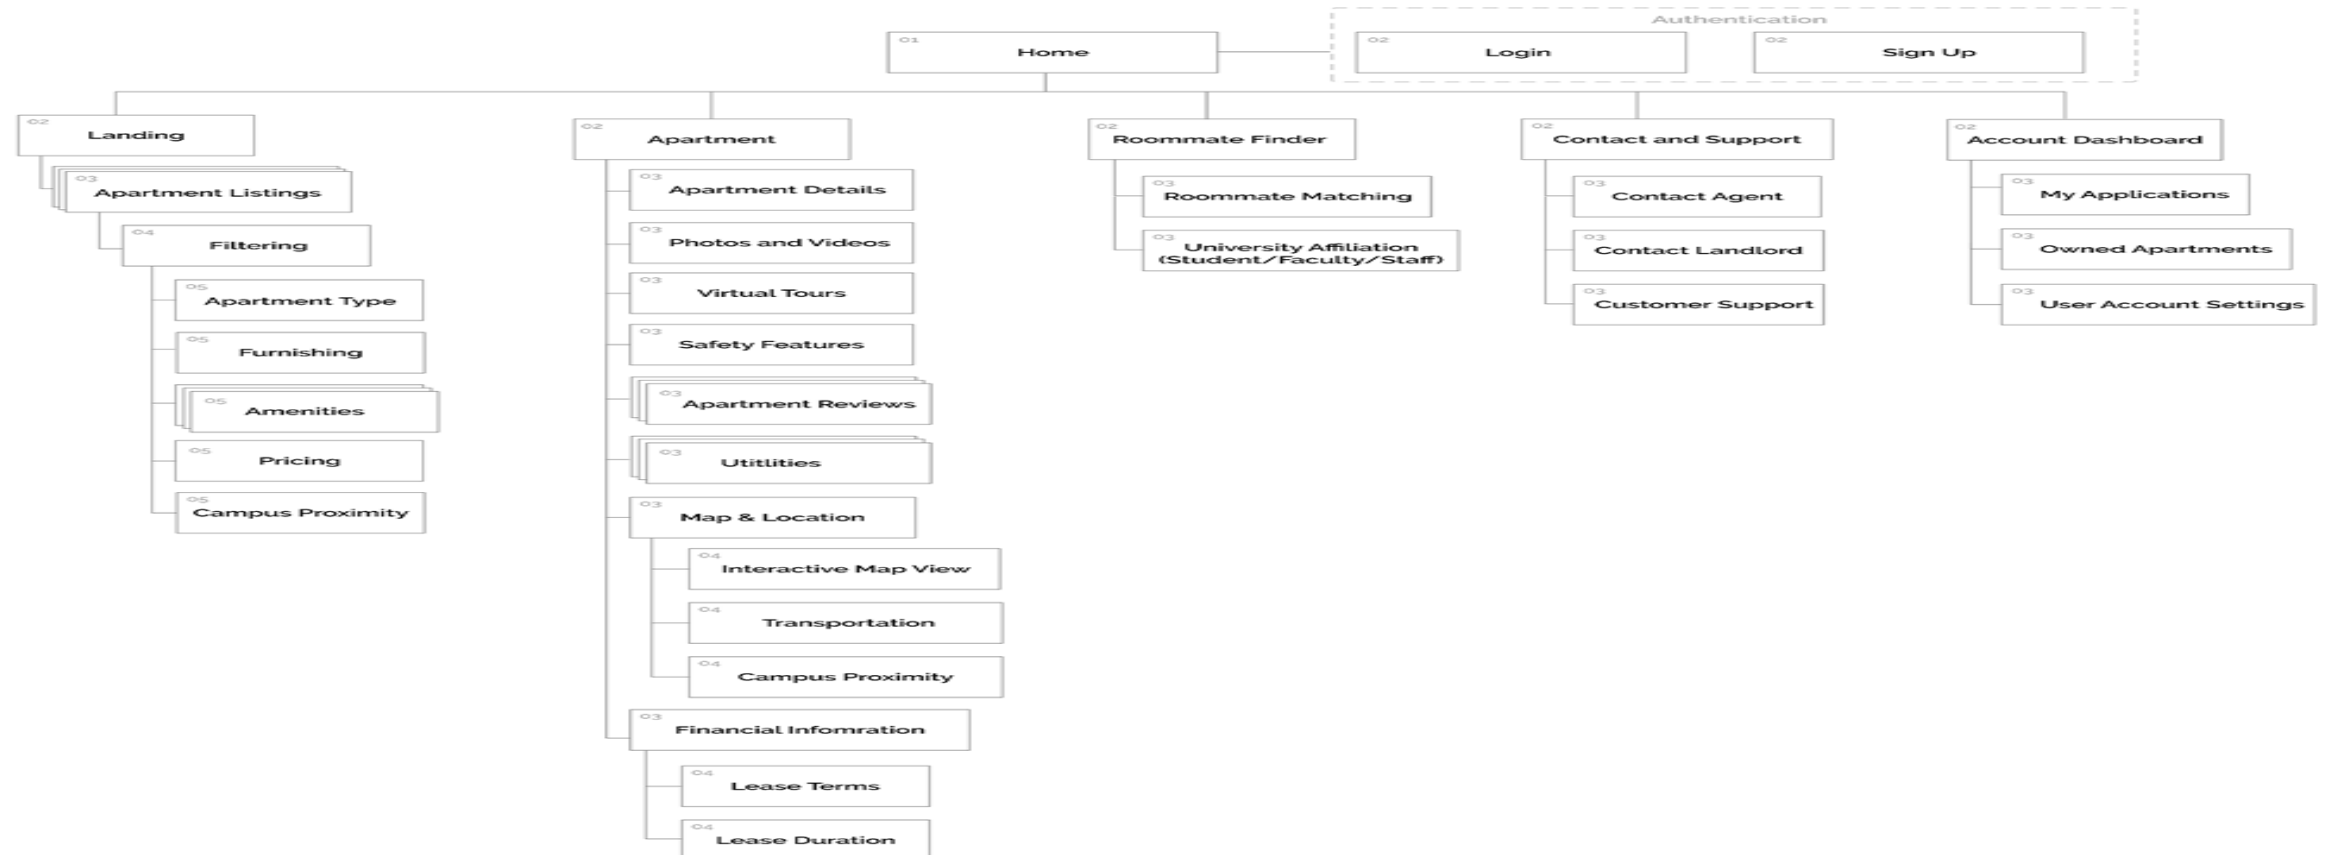 Authentication
01
Home
02
Login
02
Sign Up
02
Landing
03
Apartment Listings
04
Filtering
05
Apartment Type
05
Furnishing
05
Amenities
05
Pricing
05
Campus Proximity
02
Apartment
03
Apartment Details
03
Photos and Videos
03
Virtual Tours
03
Safety Features
03
Apartment Reviews
03
Utitlities
03
Map & Location
04
Interactive Map View
04
Transportation
04
Campus Proximity
03
Financial Infomration
04
Lease Terms
04
Lease Duration
02
Roommate Finder
03
Roommate Matching
03
University Affiliation
(Student/Faculty/Staff)
02
Contact and Support
03
Contact Agent
03
Contact Landlord
03
Customer Support
02
Account Dashboard
03
My Applications
03
Owned Apartments
03
User Account Settings